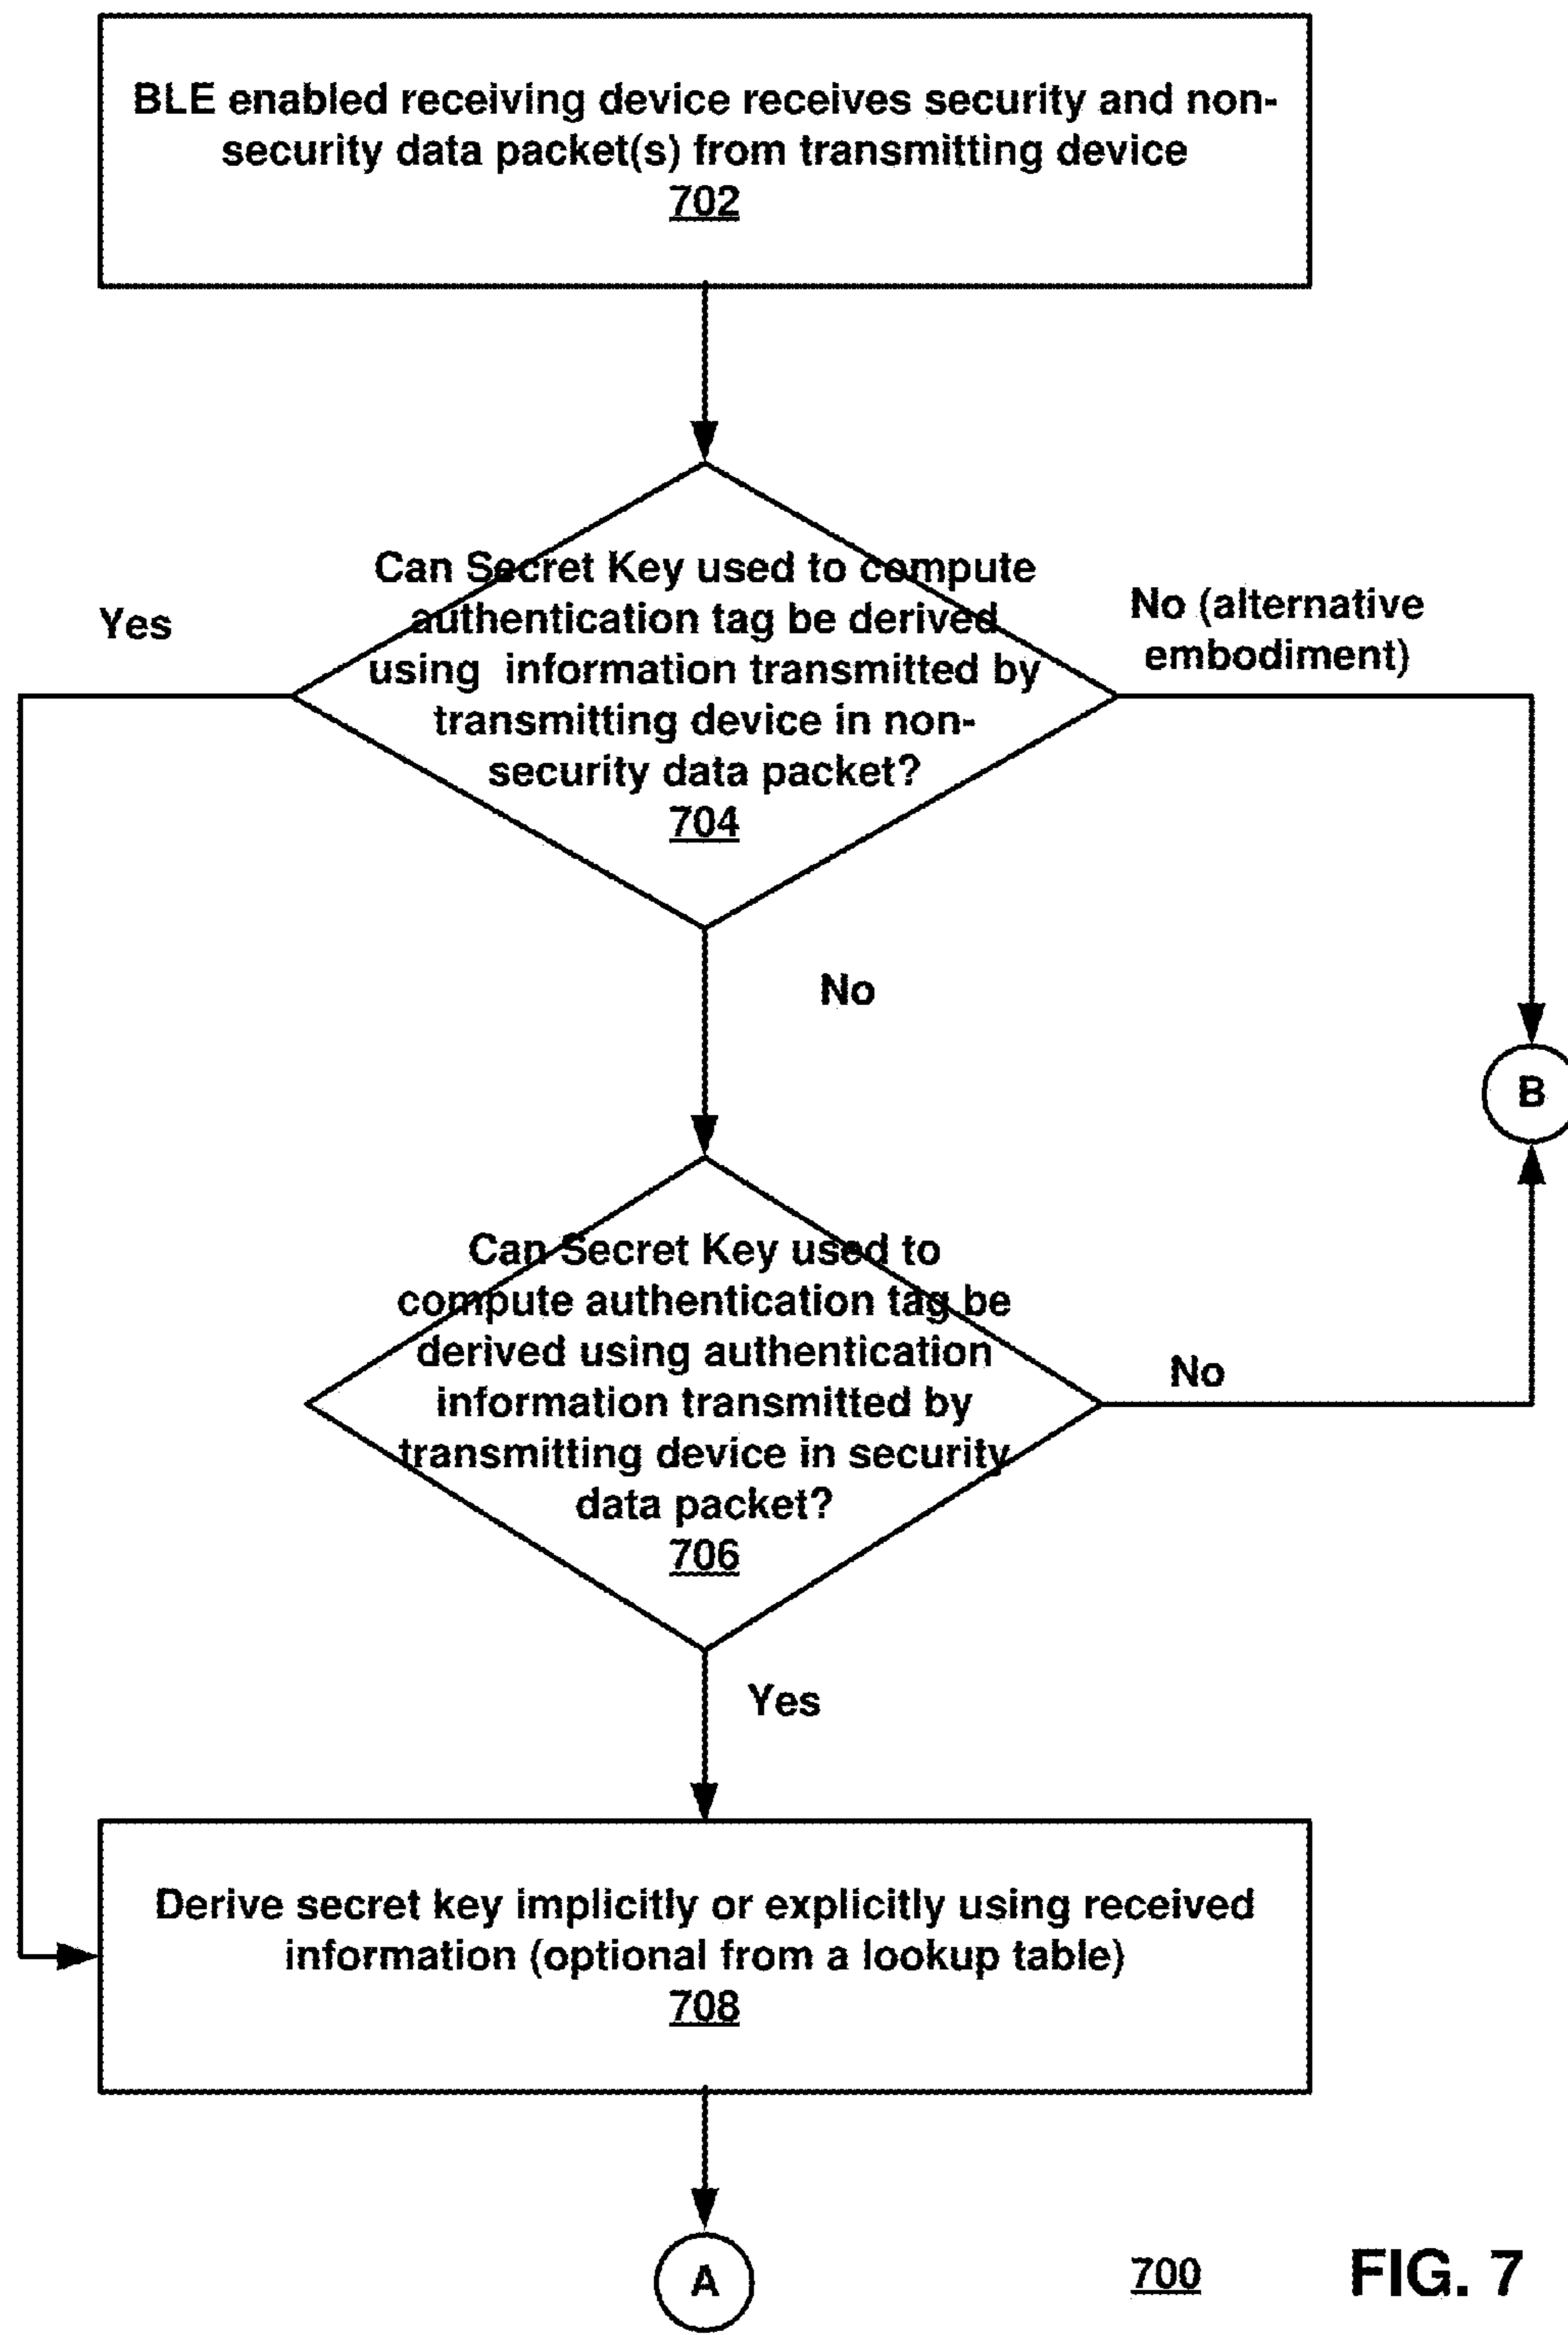 BLE enabled receiving device receives security and non-
security data packet(s) from transmitting device
702
Can Secret Key used to compute
authentication tag be derived
using information transmitted by
transmitting device in non-
security data packet?
704
Yes
No (alternative
embodiment)
No
B
Can Secret Key used to
compute authentication tag be
derived using authentication
information transmitted by
transmitting device in security
data packet?
706
No
Yes
Derive secret key implicitly or explicitly using received
information (optional from a lookup table)
708
A
700
FIG. 7